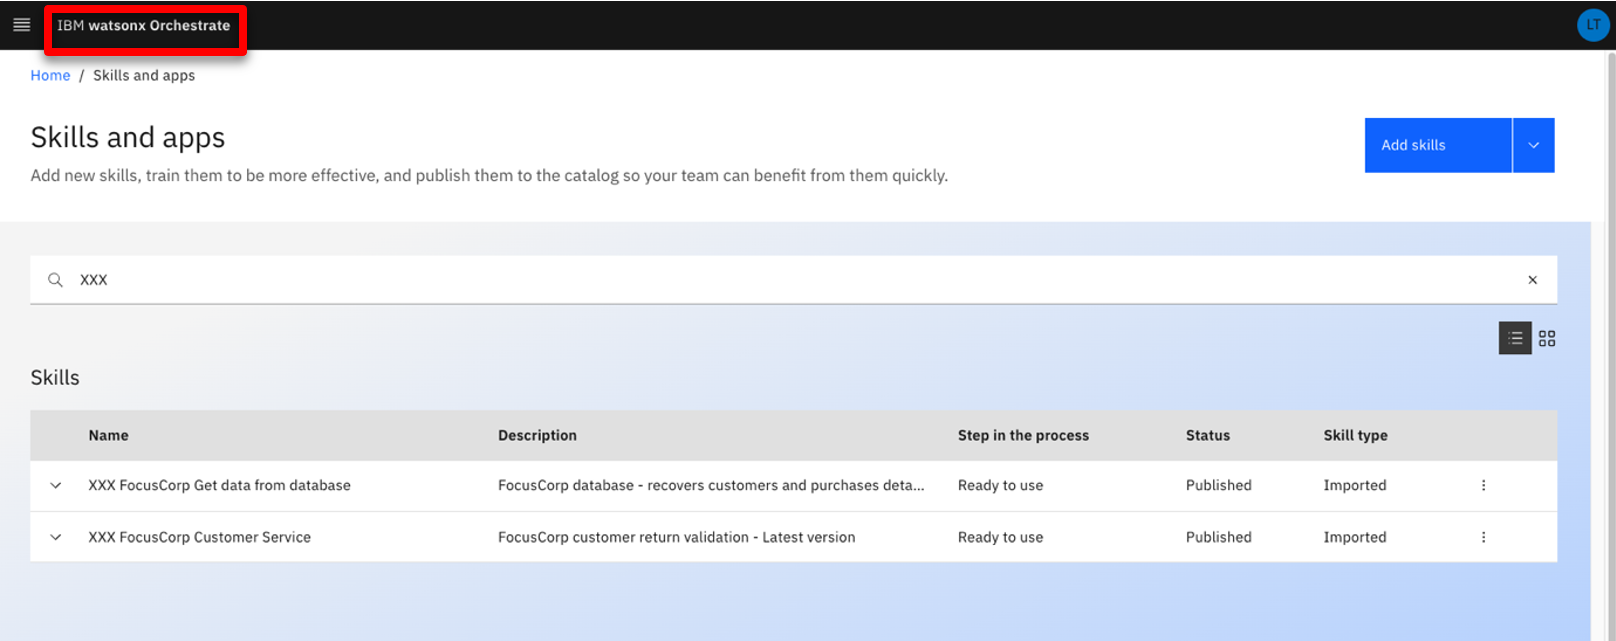 IBM watsonx Orchestrate
LT
Home / Skills and apps
Skills and apps
Add skills
Add new skills, train them to be more effective, and publish them to the catalog so your team can benefit from them quickly.
XXX
Skills
Name Description Step in the process Status Skill type
XXX FocusCorp Get data from database FocusCorp database - recovers customers and purchases deta... Ready to use Published Imported
XXX FocusCorp Customer Service FocusCorp customer return validation - Latest version Ready to use Published Imported